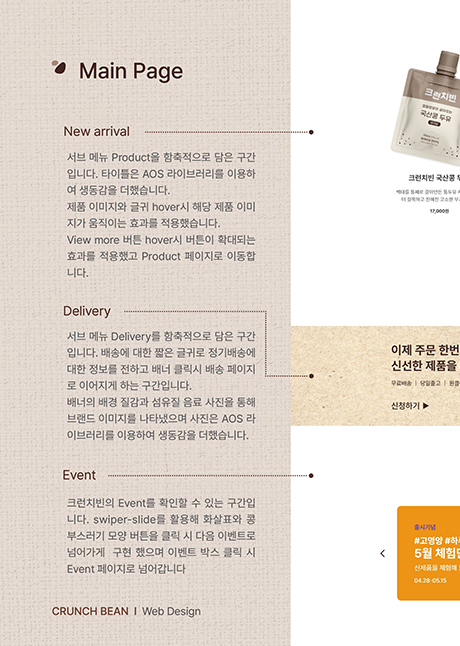 Main Page
New arrival
서브 메뉴 Product을 함축적으로 담은 구간
입니다. 타이틀은 AOS 라이브러리를 이용하
여 생동감을 더했습니다.
제품 이미지와 글귀 hover시 해당 제품 이미
지가 움직이는 효과를 적용했습니다.
View more 버튼 hover시 버튼이 확대되는
효과를 적용했고 Product 페이지로 이동합
니다.
Delivery
서브 메뉴 Delivery를 함축적으로 담은 구간
입니다. 배송에 대한 짧은 글귀로 정기배송에
대한 정보를 전하고 배너 클릭시 배송 페이지
로 이어지게 하는 구간입니다.
배너의 배경 질감과 섬유질 음료 사진을 통해
브랜드 이미지를 나타냈으며 사진은 AOS 라
이브러리를 이용하여 생동감을 더했습니다.
Event
크런치빈의 Event를 확인할 수 있는 구간입
니다. swiper-slide를 활용해 화살표와 콩
부스러기 모양 버튼을 클릭 시 다음 이벤트로
넘어가게 구현 했으며 이벤트 박스 클릭 시
Event 페이지로 넘어갑니다
CRUNCH BEAN | Web Design
크런치빈
국산콩 두유
크런치빈 국산콩 두
17,000원
이제 주문 한번
신선한 제품을
무료배송 | 당일출고 | 원클
신청하기 ▶
출시기념
#고영양 #하루
5월 체험단
신제품을 체험해
04.28-05.15